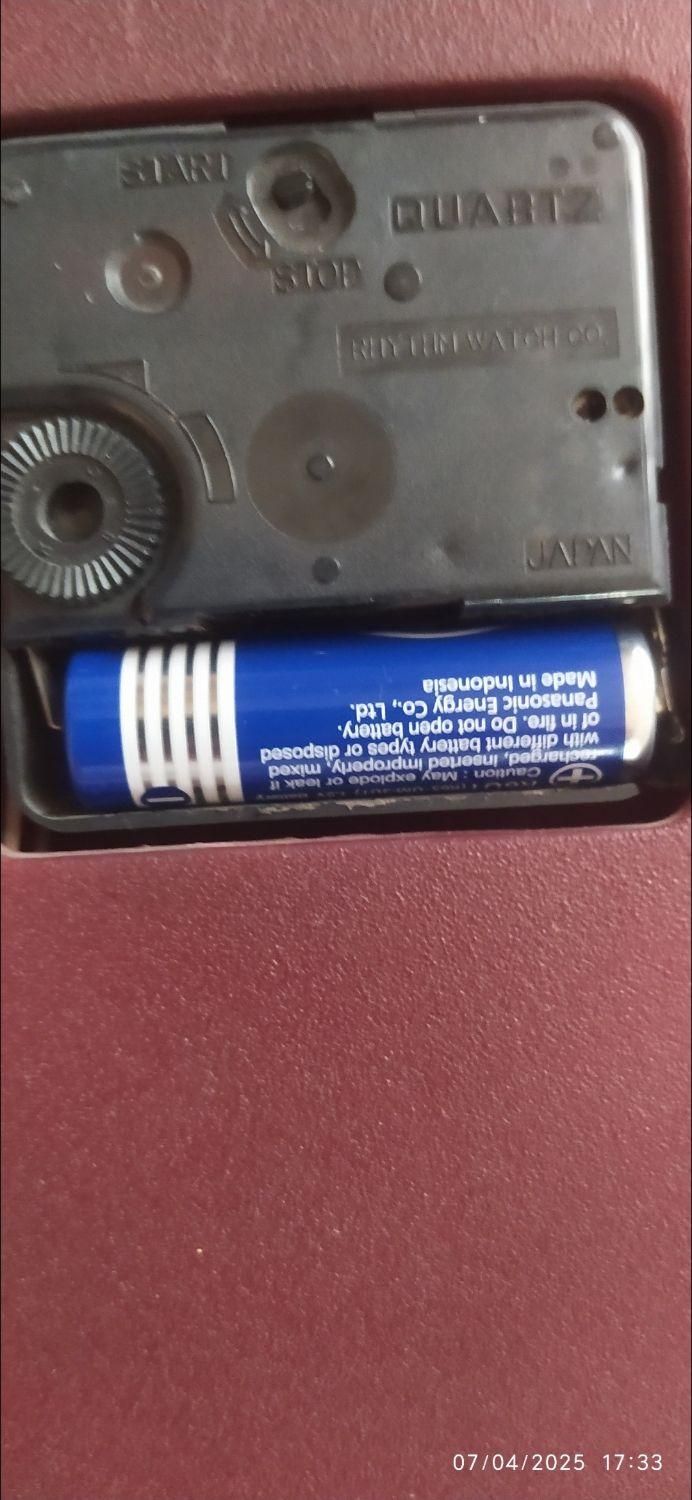 START
QUARTZ
STOP
RHYTHM WATCH CO.
JAPAN
Caution : May explode or leak if
recharged, inserted improperly, mixed
with different battery types or disposed
of in fire. Do not open battery.
Panasonic Energy Co., Ltd.
Made in Indonesia
07/04/2025 17:33